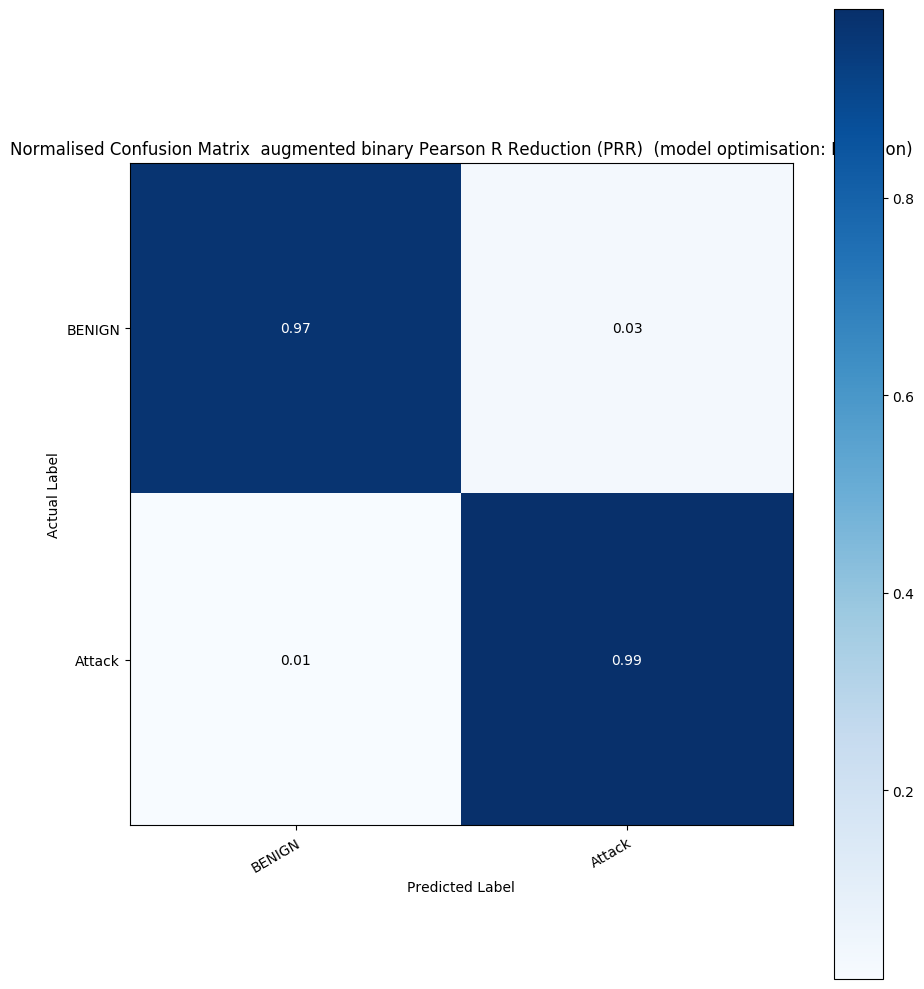 Normalised Confusion Matrix  augmented binary Pearson R Reduction (PRR)  (model optimisation: on)
0.8
BENIGN
0.97
0.03
0.6
Actual Label
0.4
Attack
0.01
0.99
0.2
BENIGN
Attack
Predicted Label